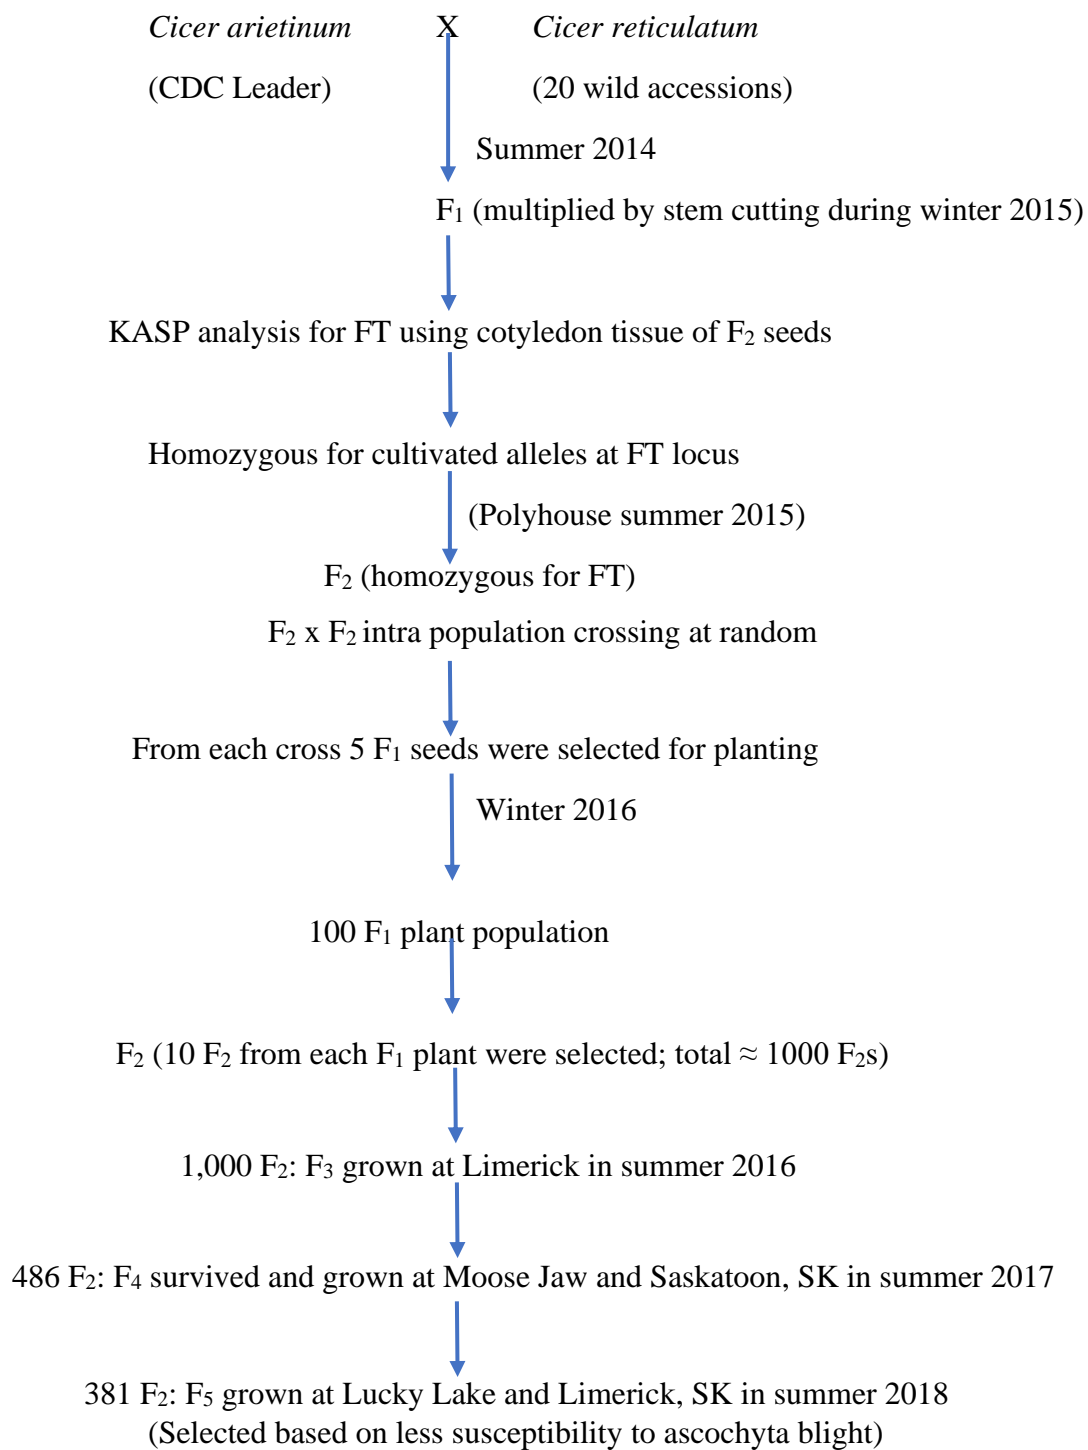 Cicer arietinum X Cicer reticulatum
(CDC Leader) (20 wild accessions)
Summer 2014
F1 (multiplied by stem cutting during winter 2015)
KASP analysis for FT using cotyledon tissue of F2 seeds
Homozygous for cultivated alleles at FT locus
(Polyhouse summer 2015)
F2 (homozygous for FT)
F2 x F2 intra population crossing at random
From each cross 5 F1 seeds were selected for planting
Winter 2016
100 F1 plant population
F2 (10 F2 from each F1 plant were selected; total ≈ 1000 F2s)
1,000 F2: F3 grown at Limerick in summer 2016
486 F2: F4 survived and grown at Moose Jaw and Saskatoon, SK in summer 2017
381 F2: F5 grown at Lucky Lake and Limerick, SK in summer 2018
(Selected based on less susceptibility to ascochyta blight)